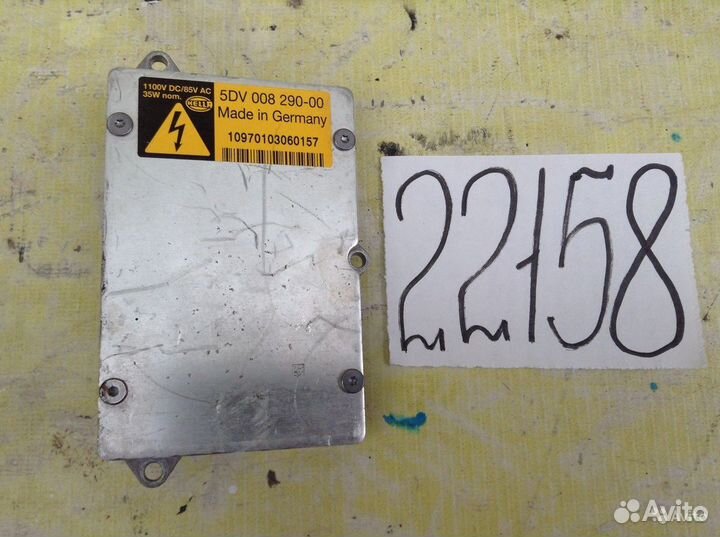 1100V DC/85V AC
35W nom.
HELLA
5DV 008 290-00
Made in Germany
10970103060157
22158
Avito